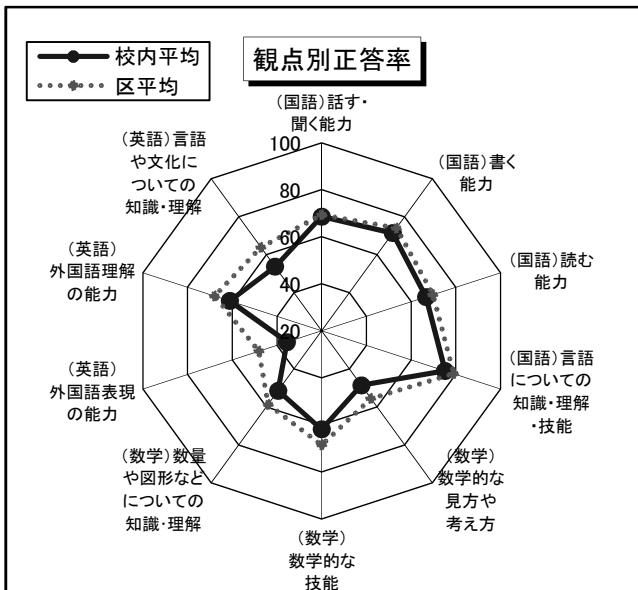 校内平均
区平均
観点別正答率
(国語)話す・
聞く能力
(国語)書く
能力
(国語)読む
能力
(国語)言語
についての
知識・理解
・技能
(数学)
数学的な
見方や
考え方
(数学)
数学的な
技能
(数学)数量
や図形など
についての
知識・理解
(英語)
外国語表現
の能力
(英語)
外国語理解
の能力
(英語)言語
や文化に
ついての
知識・理解
100
80
60
40
20